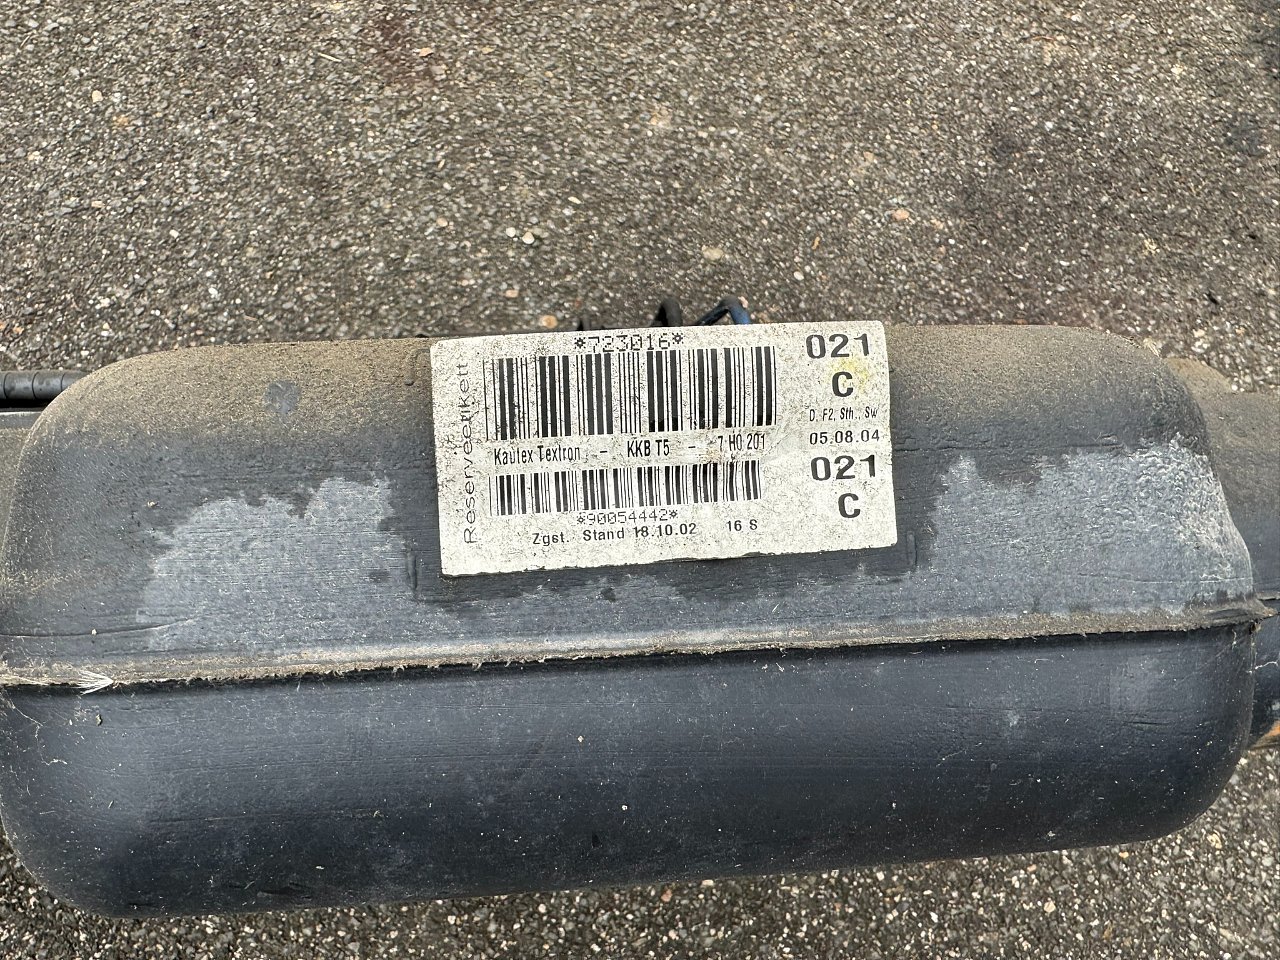 Reserveetikett
*723016*
Kautex Textron - KKB T5 - 7 H0 201
*90054442*
Zgst. Stand 18.10.02 16 S
021
C
D, F2, Sth., Sw
05.08.04
021
C